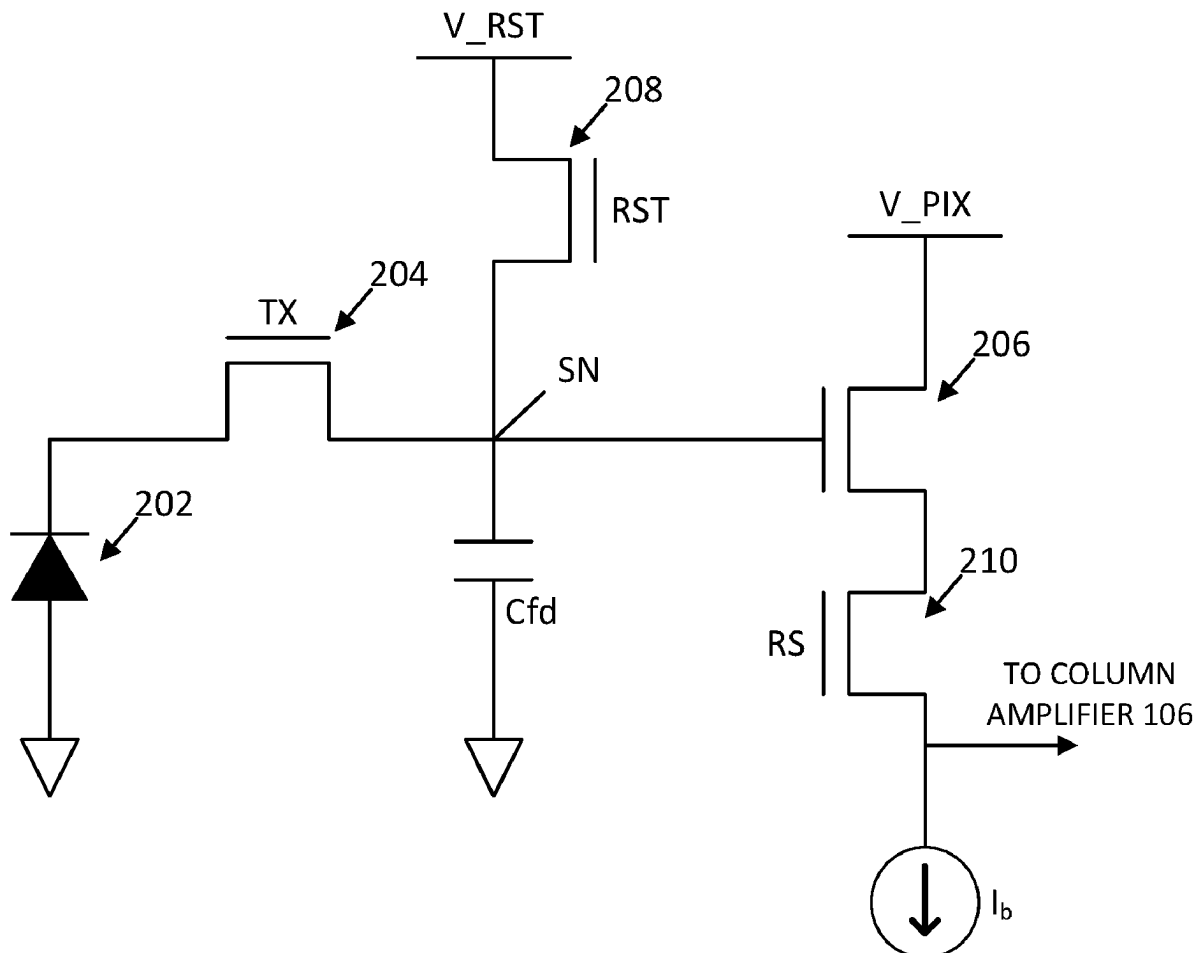 V_RST
208
RST
V_PIX
204
TX
206
SN
202
210
Cfd
RS
TO COLUMN
AMPLIFIER 106
Ib